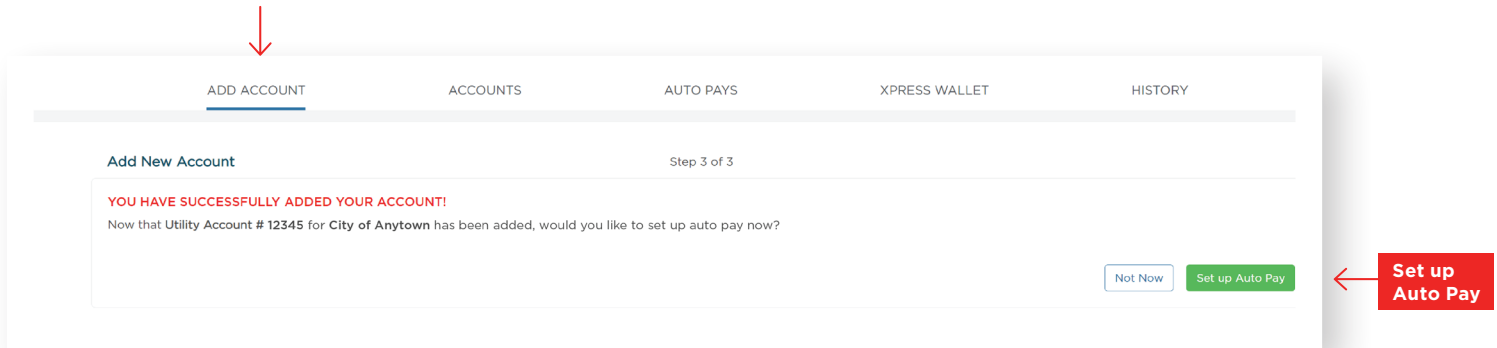 ADD ACCOUNT ACCOUNTS AUTO PAYS XPRESS WALLET HISTORY
Add New Account Step 3 of 3
YOU HAVE SUCCESSFULLY ADDED YOUR ACCOUNT!
Now that Utility Account # 12345 for City of Anytown has been added, would you like to set up auto pay now?
Not Now Set up Auto Pay
Set up
Auto Pay